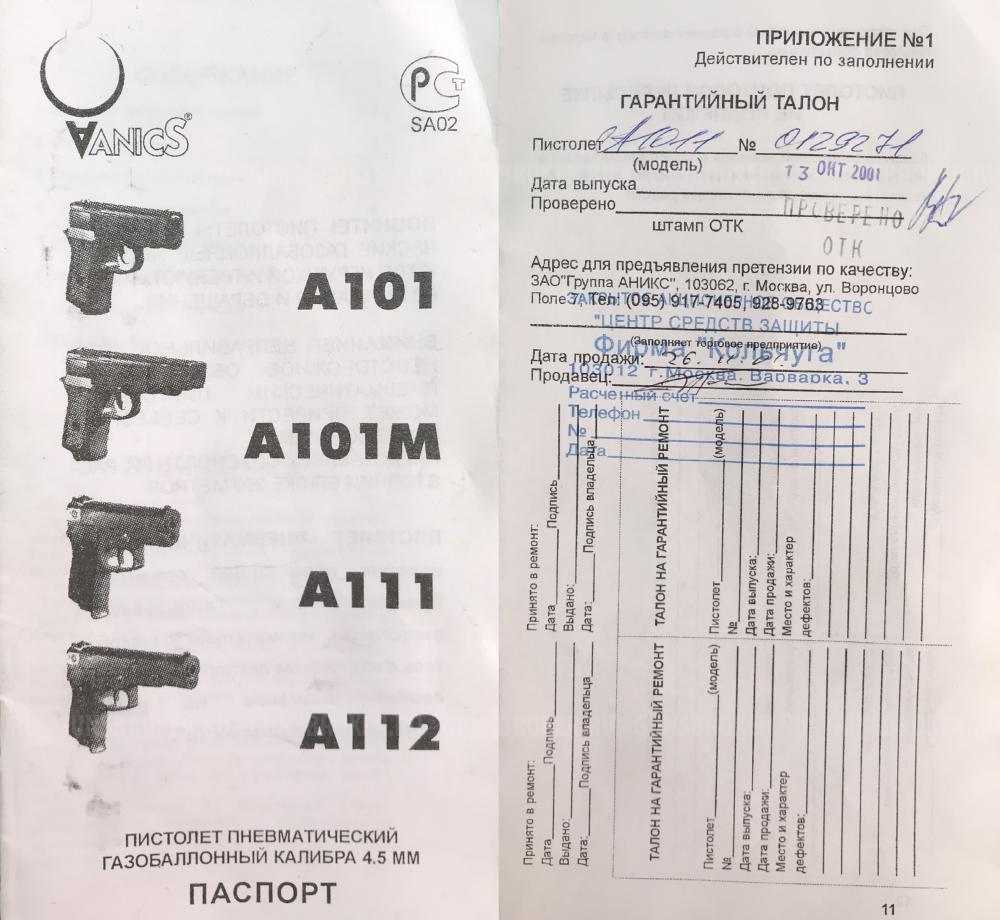 ANICS®
РСТ
SA02
A101
A101M
A111
A112
ПИСТОЛЕТ ПНЕВМАТИЧЕСКИЙ
ГАЗОБАЛЛОННЫЙ КАЛИБРА 4.5 ММ
ПАСПОРТ
ПРИЛОЖЕНИЕ №1
Действителен по заполнении
ГАРАНТИЙНЫЙ ТАЛОН
Пистолет № 0129271
(модель)
13 ОКТ 2001
Дата выпуска
Проверено ПРОВЕРЕНО
штамп ОТК ОТК
Адрес для предъявления претензии по качеству:
ЗАО"Группа АНИКС", 103062, г. Москва, ул. Воронцово
Поле 3, Тел: (095) 917-7405, 928-9763
ЗАКРЫТОЕ АКЦИОНЕРНОЕ ОБЩЕСТВО
"ЦЕНТР СРЕДСТВ ЗАЩИТЫ
(Заполняет торговое предприятие)
Фирма "Кольчуга"
Дата продажи:
103012 г.Москва, Варварка, 3
Продавец:
Расчетный счет
Телефон
№
Дата
Принято в ремонт:
Дата Подпись
Выдано:
Дата: Подпись владельца
ТАЛОН НА ГАРАНТИЙНЫЙ РЕМОНТ
Пистолет (модель)
№
Дата выпуска:
Дата продажи:
Место и характер
дефектов:
Принято в ремонт:
Дата Подпись
Выдано:
Дата: Подпись владельца
ТАЛОН НА ГАРАНТИЙНЫЙ РЕМОНТ
Пистолет (модель)
№
Дата выпуска:
Дата продажи:
Место и характер
дефектов:
11